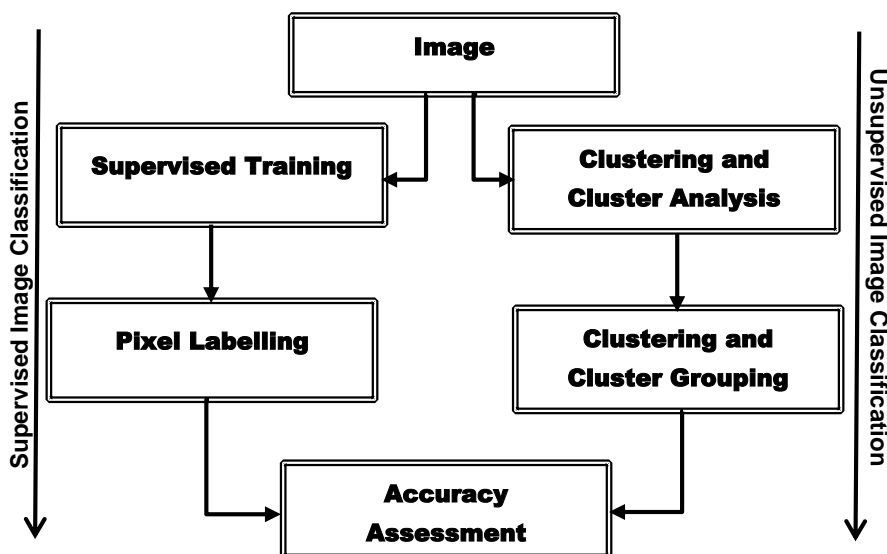 Image
Supervised Image Classification
Unsupervised Image Classification
Supervised Training
Clustering and
Cluster Analysis
Pixel Labelling
Clustering and
Cluster Grouping
Accuracy
Assessment